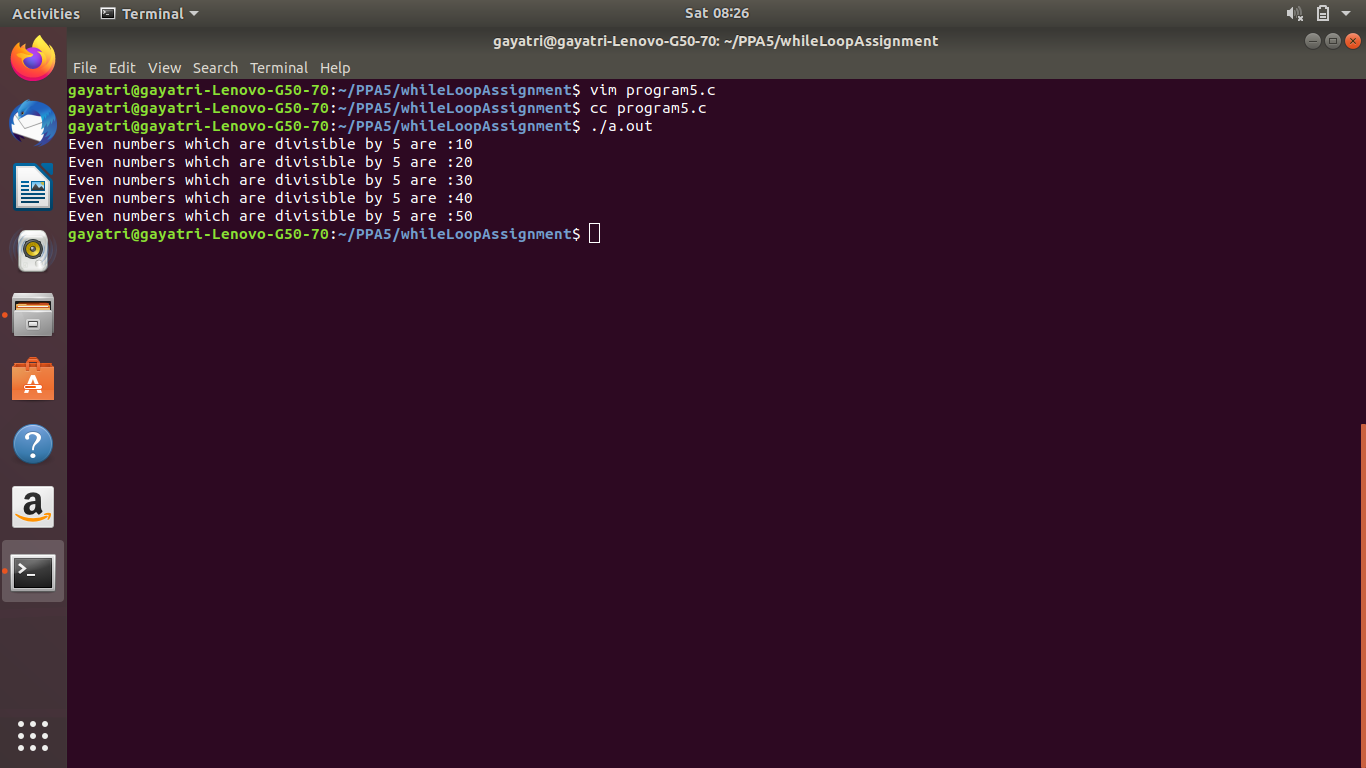 Activities Terminal Sat 08:26
gayatri@gayatri-Lenovo-G50-70: ~/PPA5/whileLoopAssignment
File Edit View Search Terminal Help
gayatri@gayatri-Lenovo-G50-70:~/PPA5/whileLoopAssignment$ vim program5.c
gayatri@gayatri-Lenovo-G50-70:~/PPA5/whileLoopAssignment$ cc program5.c
gayatri@gayatri-Lenovo-G50-70:~/PPA5/whileLoopAssignment$ ./a.out
Even numbers which are divisible by 5 are :10
Even numbers which are divisible by 5 are :20
Even numbers which are divisible by 5 are :30
Even numbers which are divisible by 5 are :40
Even numbers which are divisible by 5 are :50
gayatri@gayatri-Lenovo-G50-70:~/PPA5/whileLoopAssignment$